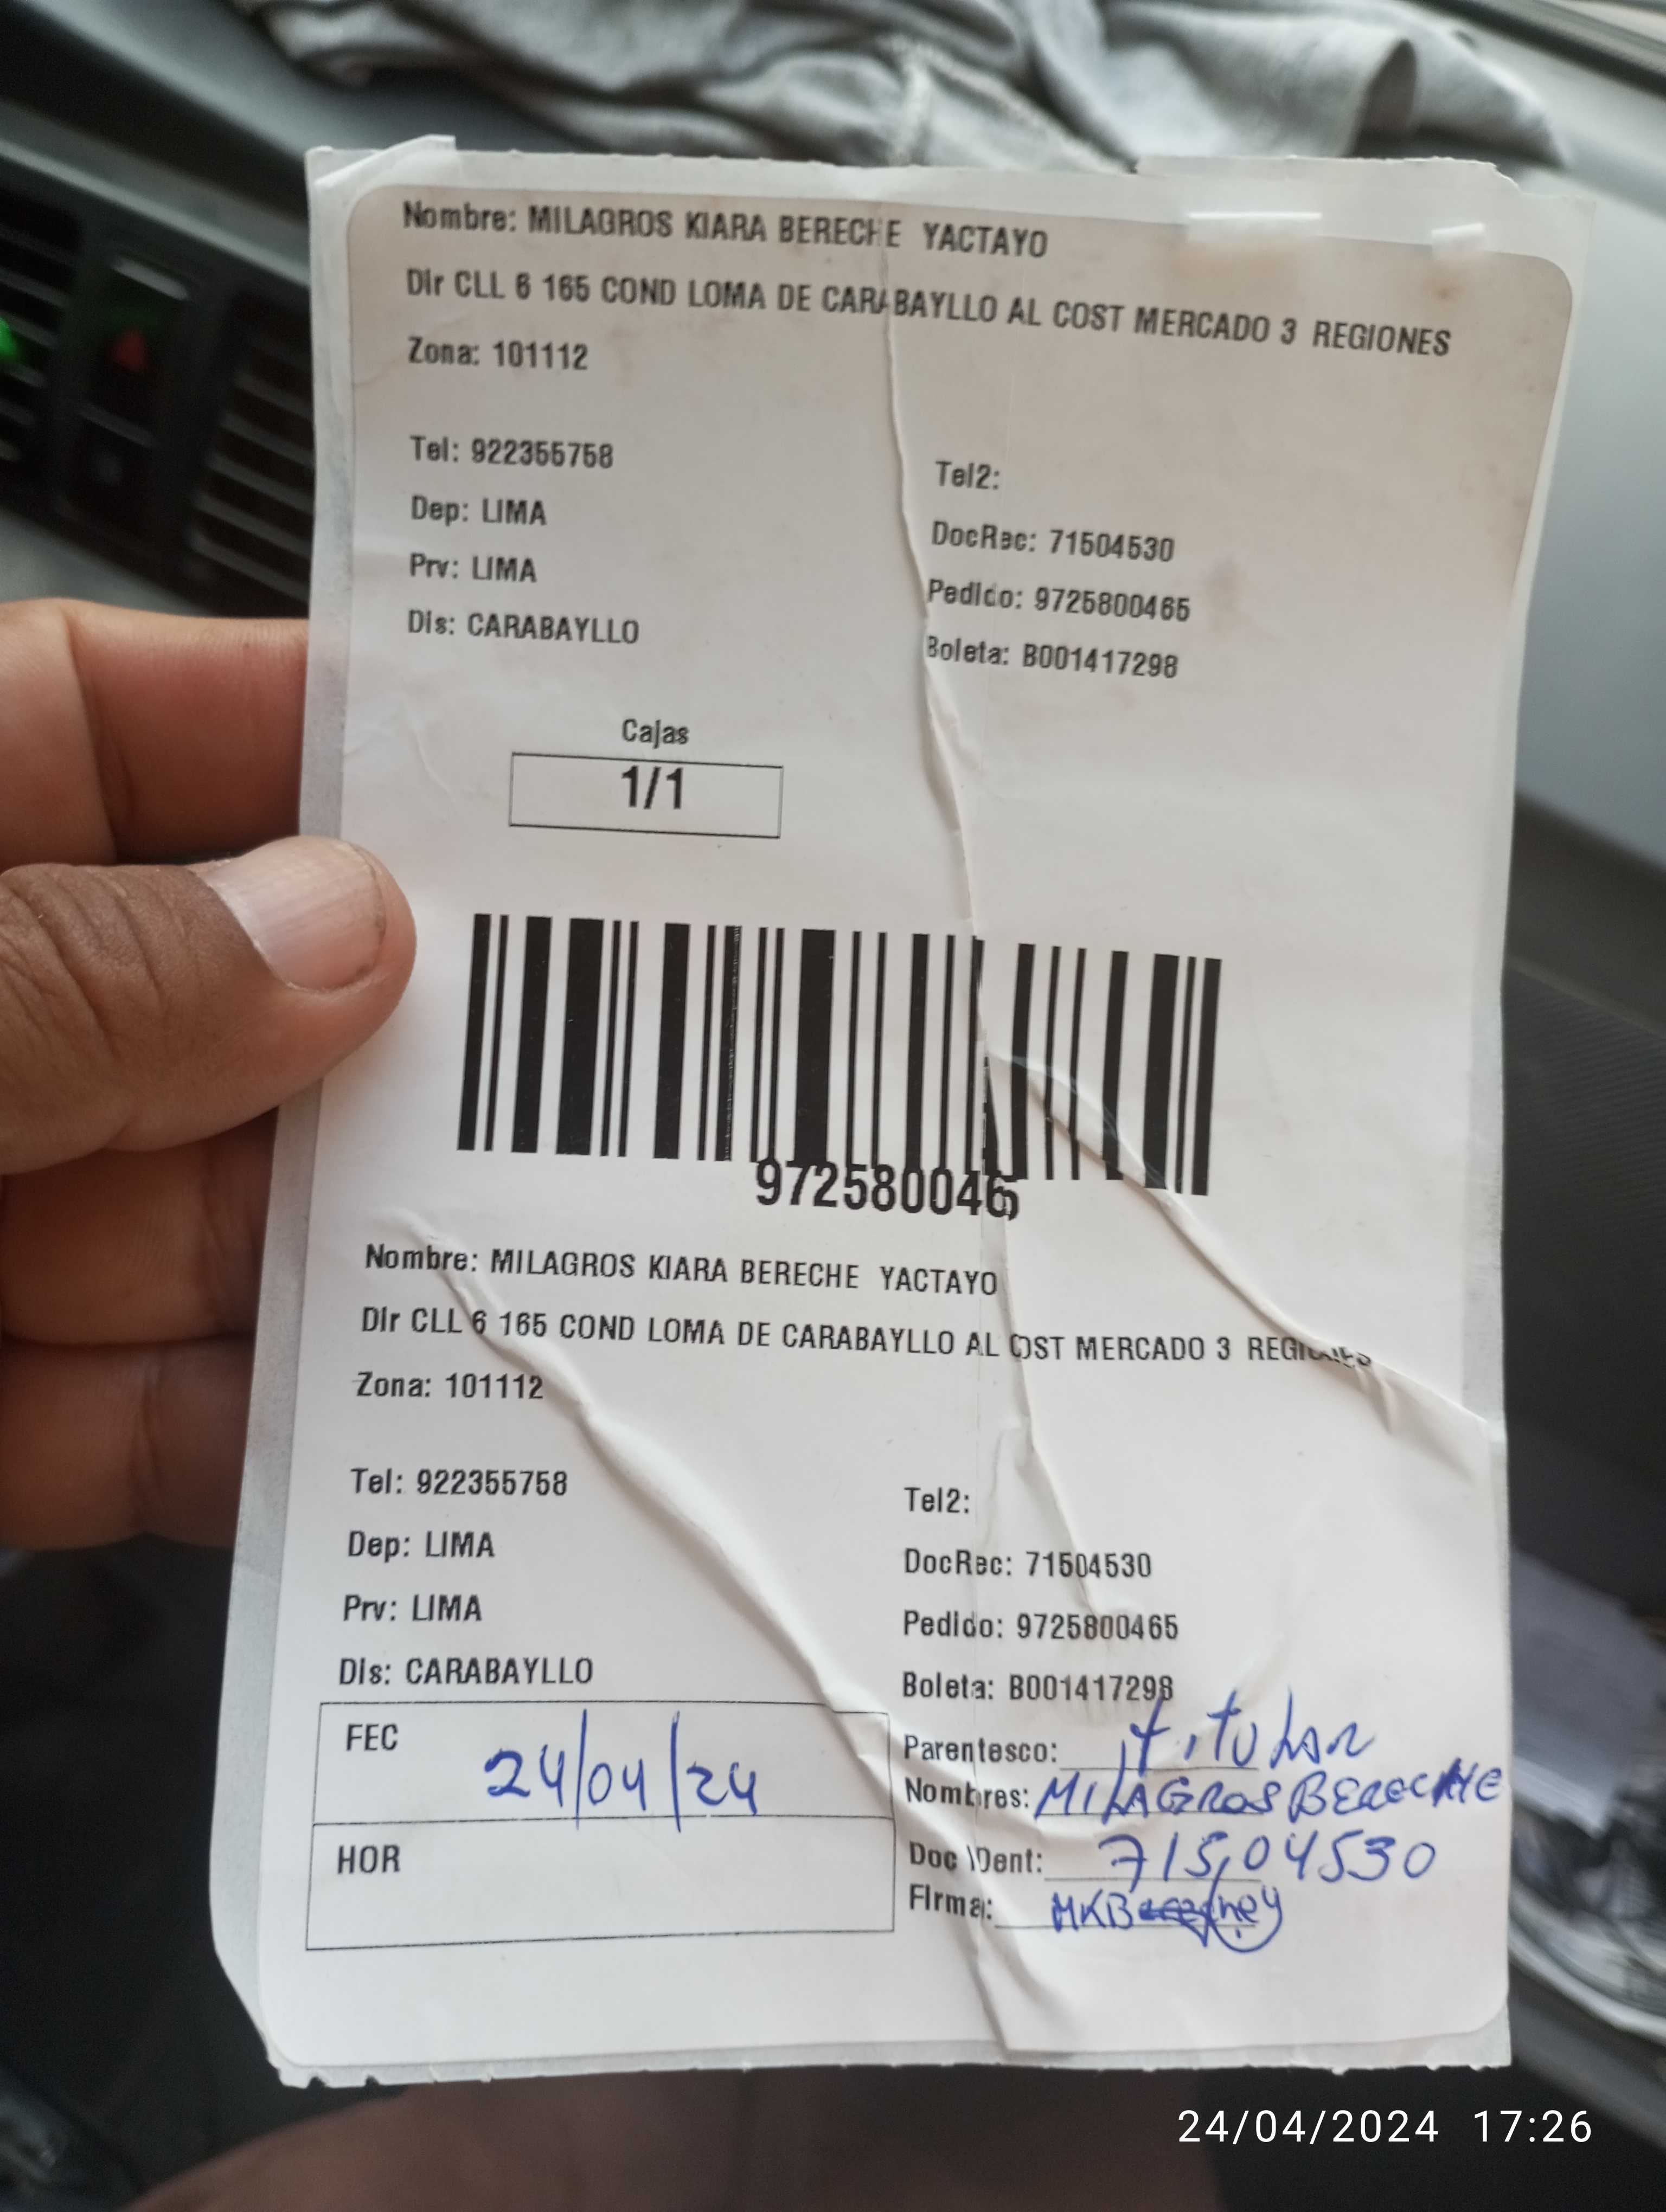 Nombre: MILAGROS KIARA BERECHE YACTAYO
Dir CLL 6 165 COND LOMA DE CARABAYLLO AL COST MERCADO 3 REGIONES
Zona: 101112
Tel: 922355758
Tel2:
Dep: LIMA
DocRec: 71504530
Prv: LIMA
Pedido: 9725800465
Dis: CARABAYLLO
Boleta: B001417298
Cajas
1/1
9725800465
Nombre: MILAGROS KIARA BERECHE YACTAYO
Dir CLL 6 165 COND LOMA DE CARABAYLLO AL COST MERCADO 3 REGIONES
Zona: 101112
Tel: 922355758
Tel2:
Dep: LIMA
DocRec: 71504530
Prv: LIMA
Pedido: 9725800465
Dis: CARABAYLLO
Boleta: B001417298
FEC 24/04/24
Parentesco: titular
Nombres: MILAGROS BERECHE
HOR
Doc IDent: 71504530
Firma:
24/04/2024 17:26